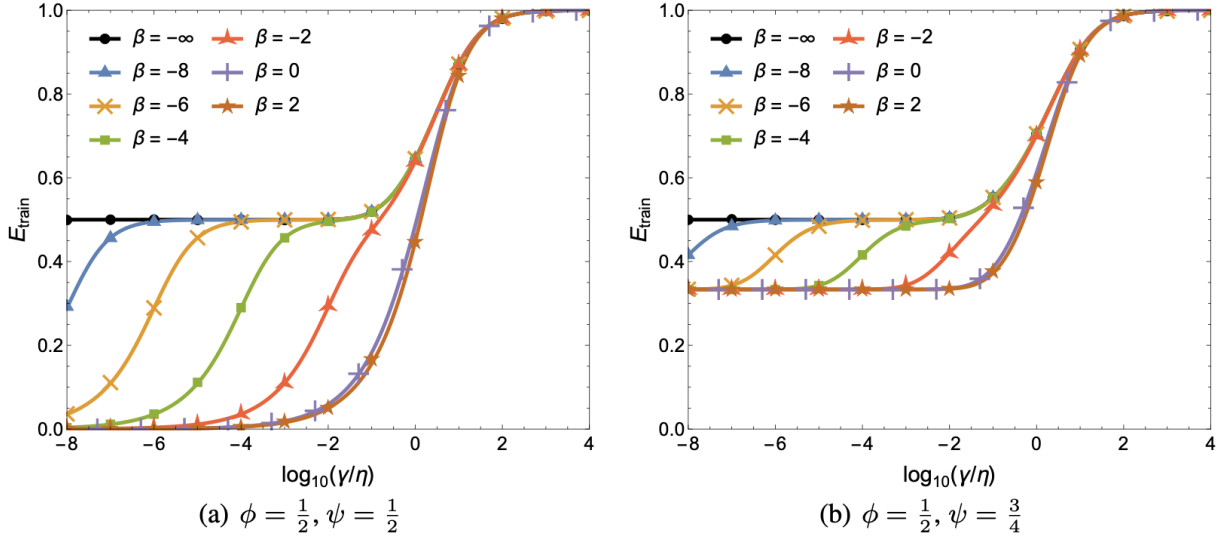 1.0
0.8
0.6
0.4
0.2
0.0
E_train
β = −∞
β = −8
β = −6
β = −4
β = −2
β = 0
β = 2
−8 −6 −4 −2 0 2 4
log₁₀(γ/η)
(a) ϕ = 1/2, ψ = 1/2
1.0
0.8
0.6
0.4
0.2
0.0
E_train
β = −∞
β = −8
β = −6
β = −4
β = −2
β = 0
β = 2
−8 −6 −4 −2 0 2 4
log₁₀(γ/η)
(b) ϕ = 1/2, ψ = 3/4